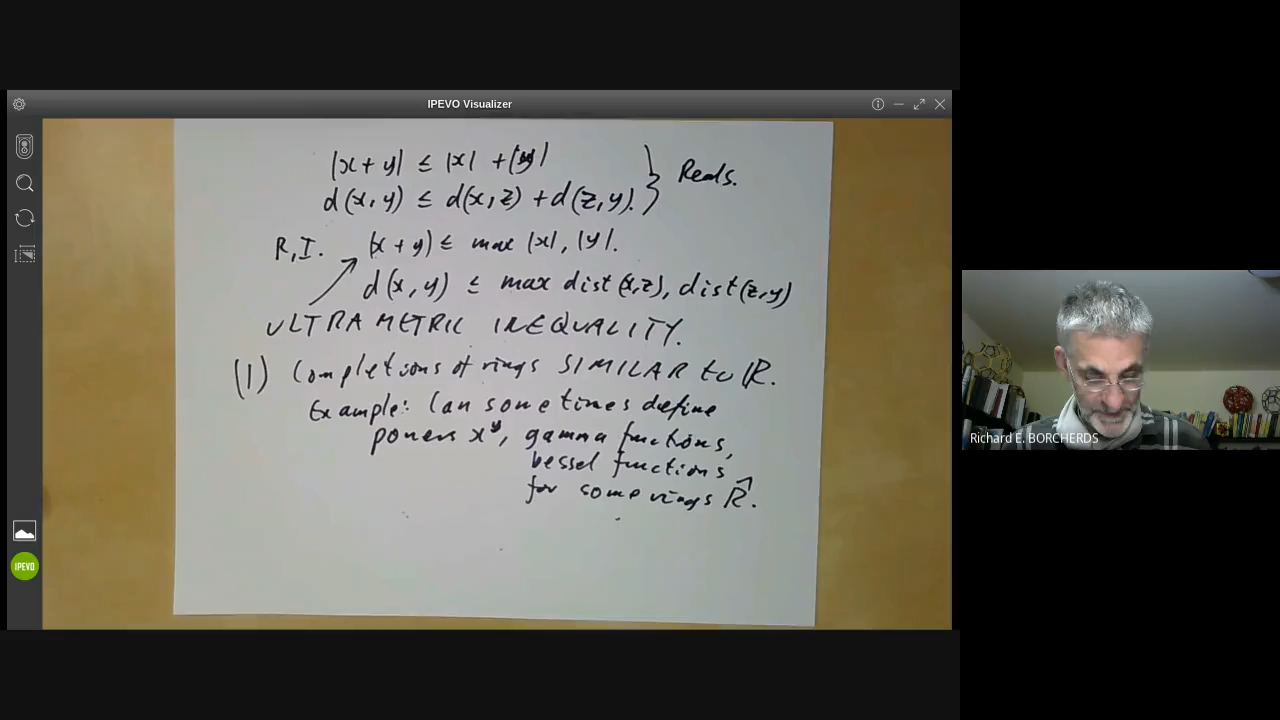 IPEVO Visualizer
|x + y| ≤ |x| + |y|
d(x, y) ≤ d(x, z) + d(z, y). } Reals.
R, I. |x + y| ≤ max |x|, |y|.
d(x, y) ≤ max dist(x,z), dist(z,y)
ULTRAMETRIC INEQUALITY.
(1) Completions of rings SIMILAR to ℝ.
Example: Can sometimes define
powers xʸ, gamma functions,
bessel functions
for some rings R̂.
IPEVO
Richard E. BORCHERDS